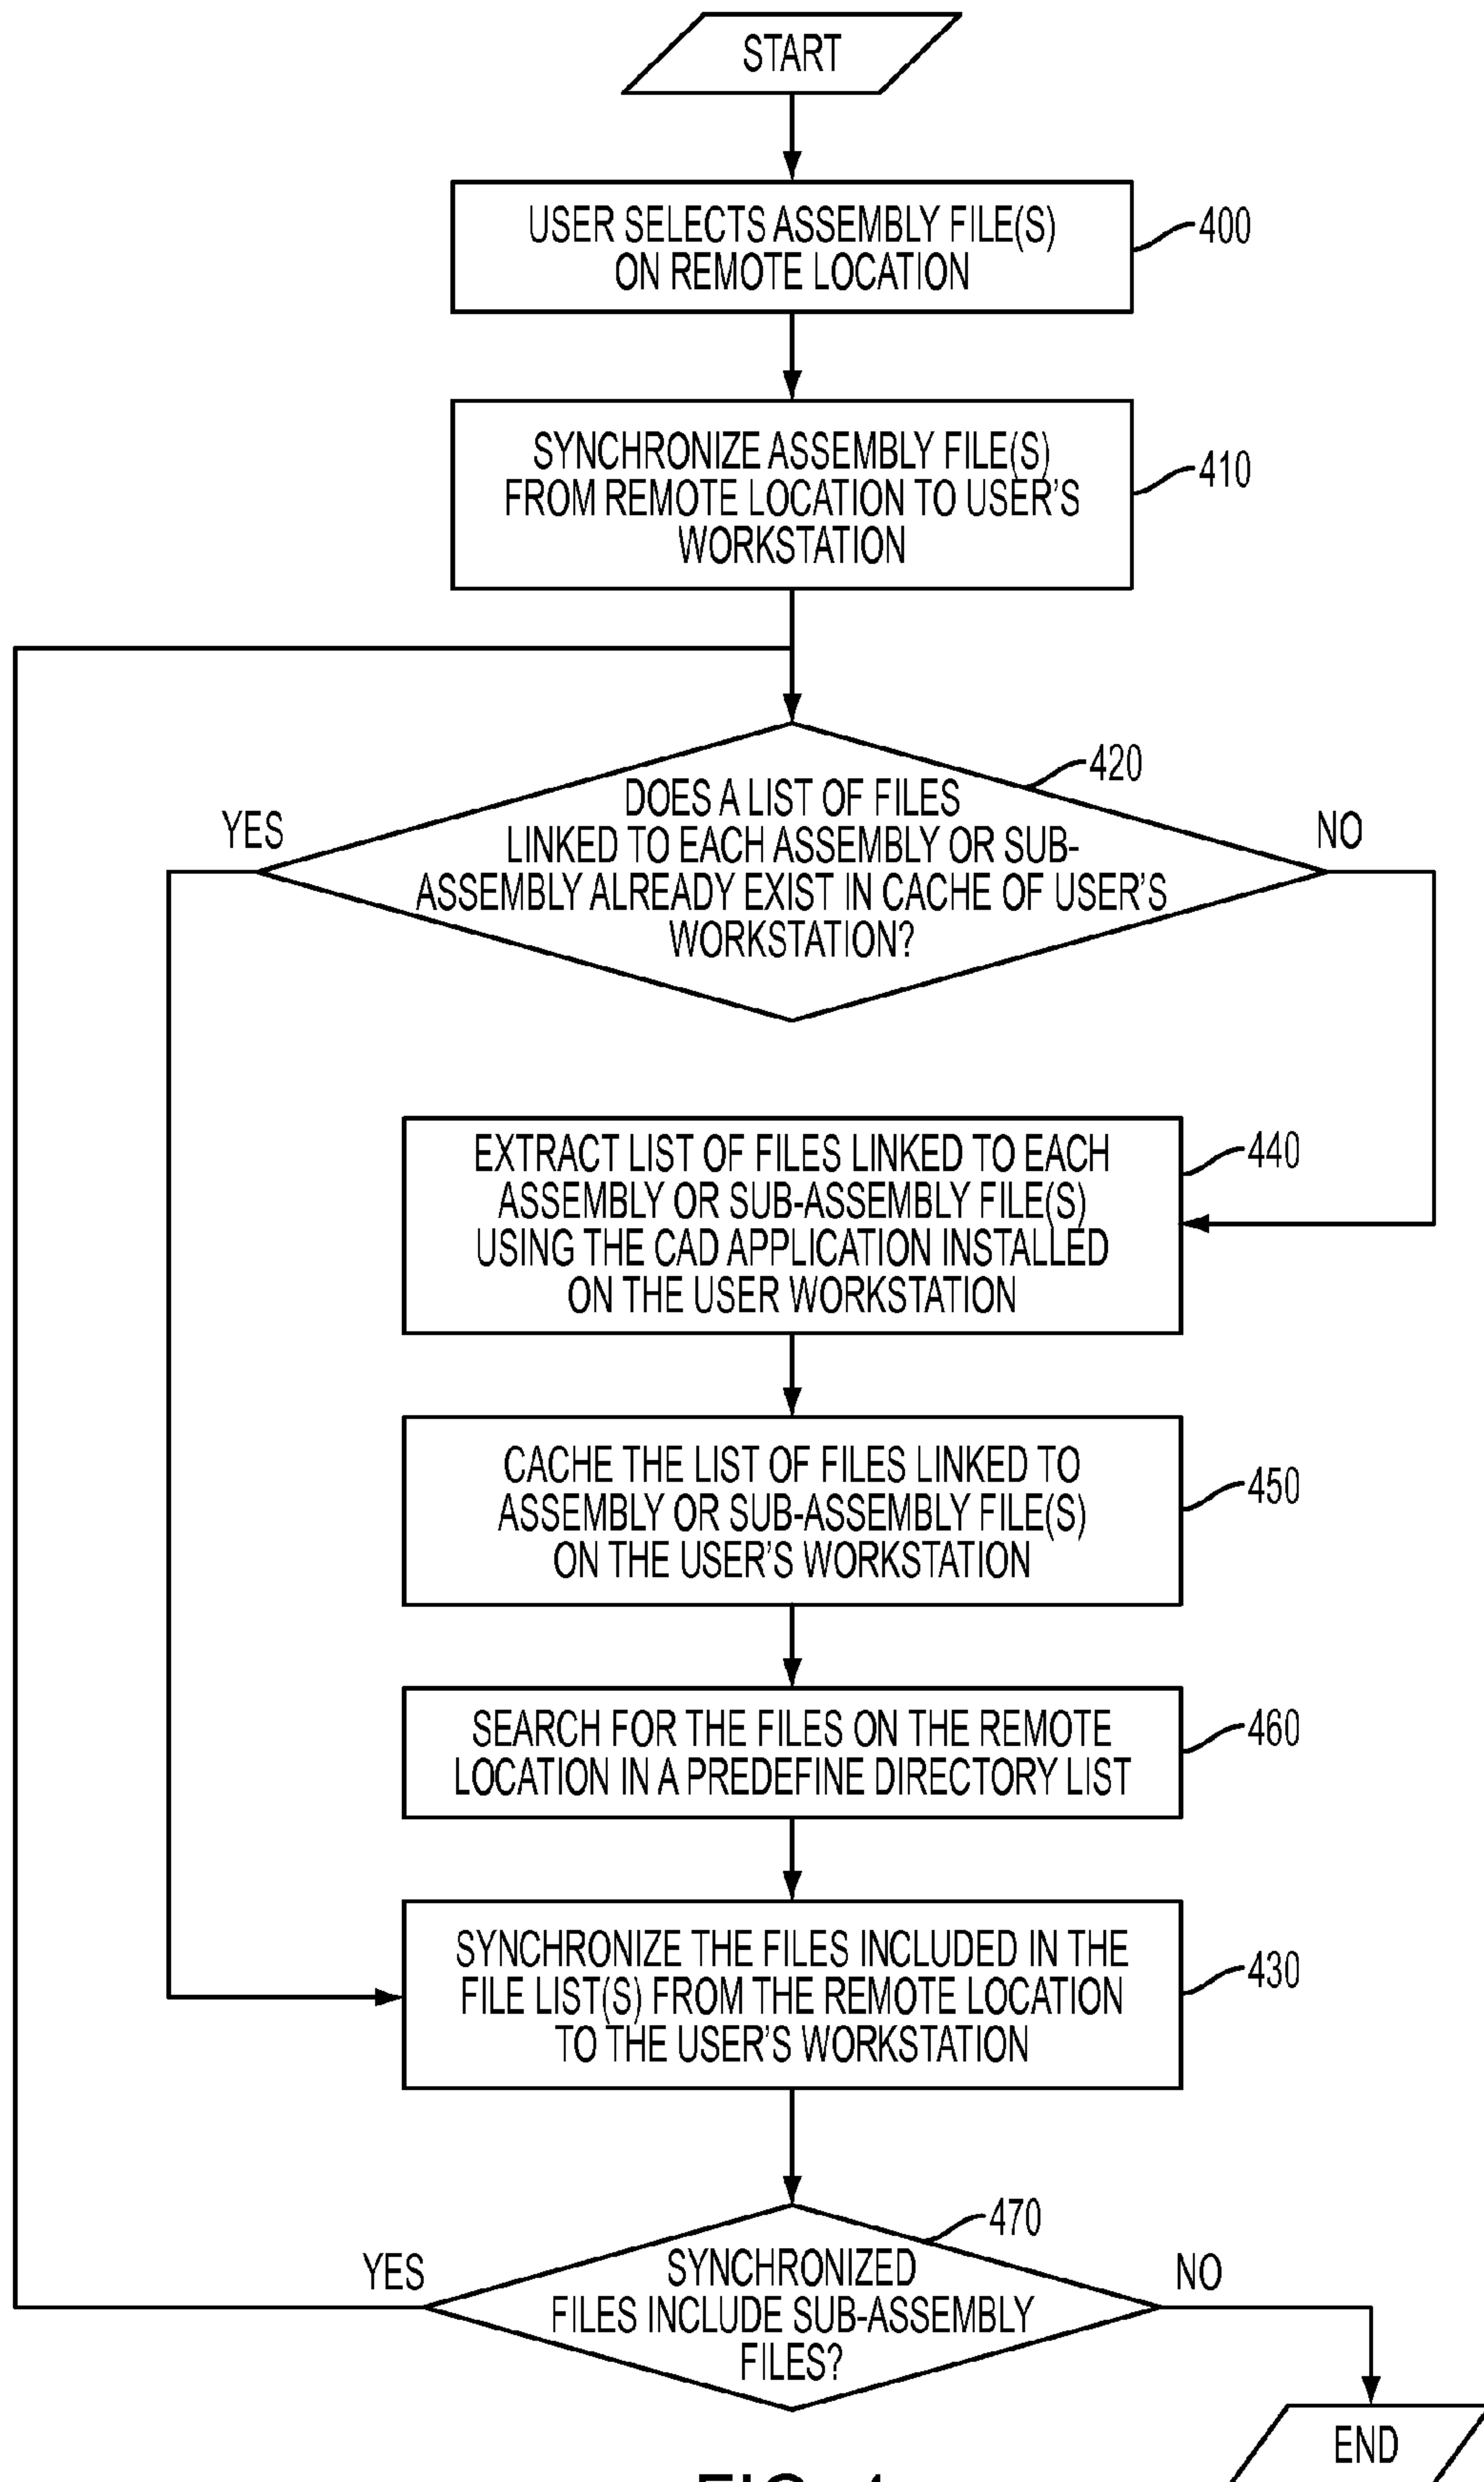 START
USER SELECTS ASSEMBLY FILE(S)
ON REMOTE LOCATION
400
SYNCHRONIZE ASSEMBLY FILE(S)
FROM REMOTE LOCATION TO USER'S
WORKSTATION
410
420
DOES A LIST OF FILES
LINKED TO EACH ASSEMBLY OR SUB-
ASSEMBLY ALREADY EXIST IN CACHE OF USER'S
WORKSTATION?
YES
NO
EXTRACT LIST OF FILES LINKED TO EACH
ASSEMBLY OR SUB-ASSEMBLY FILE(S)
USING THE CAD APPLICATION INSTALLED
ON THE USER WORKSTATION
440
CACHE THE LIST OF FILES LINKED TO
ASSEMBLY OR SUB-ASSEMBLY FILE(S)
ON THE USER'S WORKSTATION
450
SEARCH FOR THE FILES ON THE REMOTE
LOCATION IN A PREDEFINE DIRECTORY LIST
460
SYNCHRONIZE THE FILES INCLUDED IN THE
FILE LIST(S) FROM THE REMOTE LOCATION
TO THE USER'S WORKSTATION
430
470
SYNCHRONIZED
FILES INCLUDE SUB-ASSEMBLY
FILES?
YES
NO
END